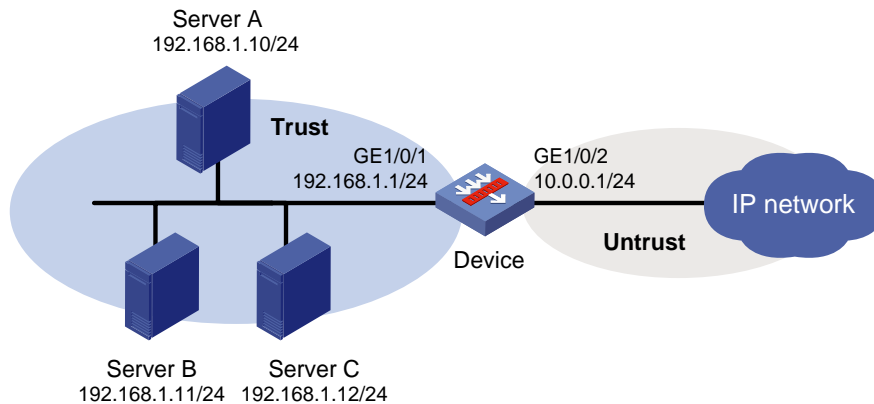 Server A
192.168.1.10/24
Trust
GE1/0/1
192.168.1.1/24
GE1/0/2
10.0.0.1/24
IP network
Untrust
Device
Server B
192.168.1.11/24
Server C
192.168.1.12/24